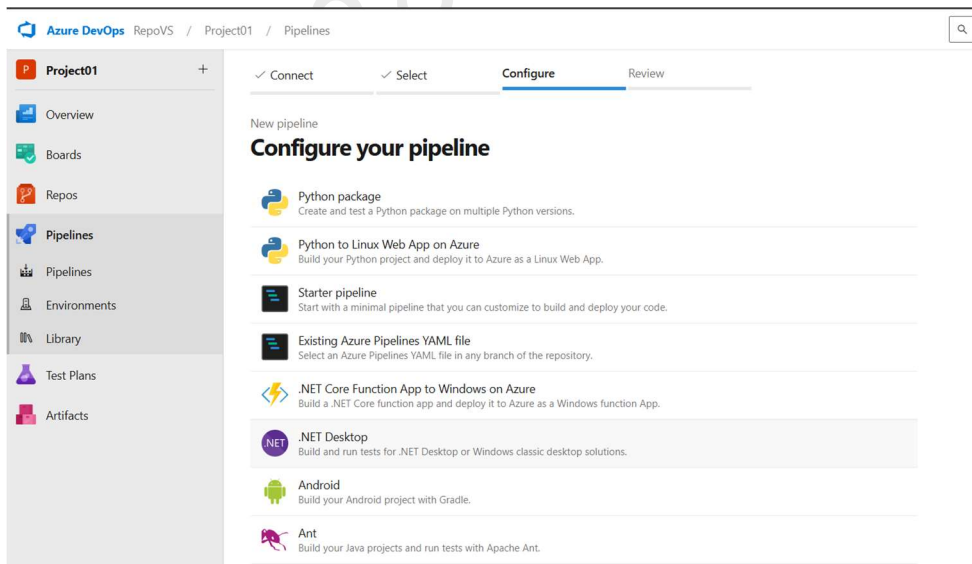 Azure DevOps RepoVS / Project01 / Pipelines
P Project01 +
Overview
Boards
Repos
Pipelines
Pipelines
Environments
Library
Test Plans
Artifacts
Connect Select Configure Review
New pipeline
Configure your pipeline
Python package
Create and test a Python package on multiple Python versions.
Python to Linux Web App on Azure
Build your Python project and deploy it to Azure as a Linux Web App.
Starter pipeline
Start with a minimal pipeline that you can customize to build and deploy your code.
Existing Azure Pipelines YAML file
Select an Azure Pipelines YAML file in any branch of the repository.
.NET Core Function App to Windows on Azure
Build a .NET Core function app and deploy it to Azure as a Windows function App.
.NET
.NET Desktop
Build and run tests for .NET Desktop or Windows classic desktop solutions.
Android
Build your Android project with Gradle.
Ant
Build your Java projects and run tests with Apache Ant.